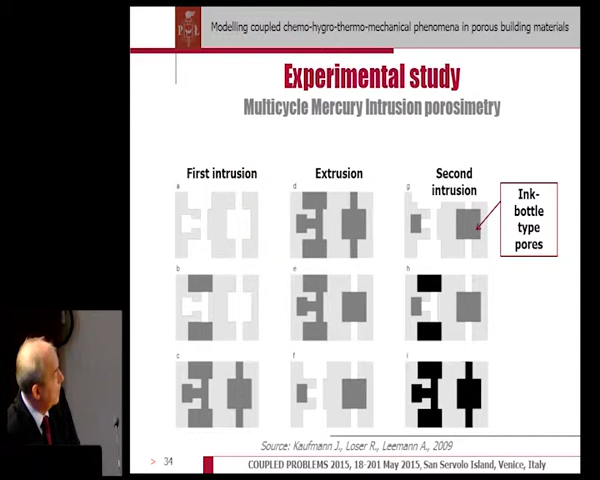 Modelling coupled chemo-hygro-thermo-mechanical phenomena in porous building materials
P Ł
Experimental study
Multicycle Mercury Intrusion porosimetry
First intrusion
Extrusion
Second
intrusion
Ink-
bottle
type
pores
a
d
g
b
e
h
c
f
i
Source: Kaufmann J., Loser R., Leemann A., 2009
> 34
COUPLED PROBLEMS 2015, 18-201 May 2015, San Servolo Island, Venice, Italy